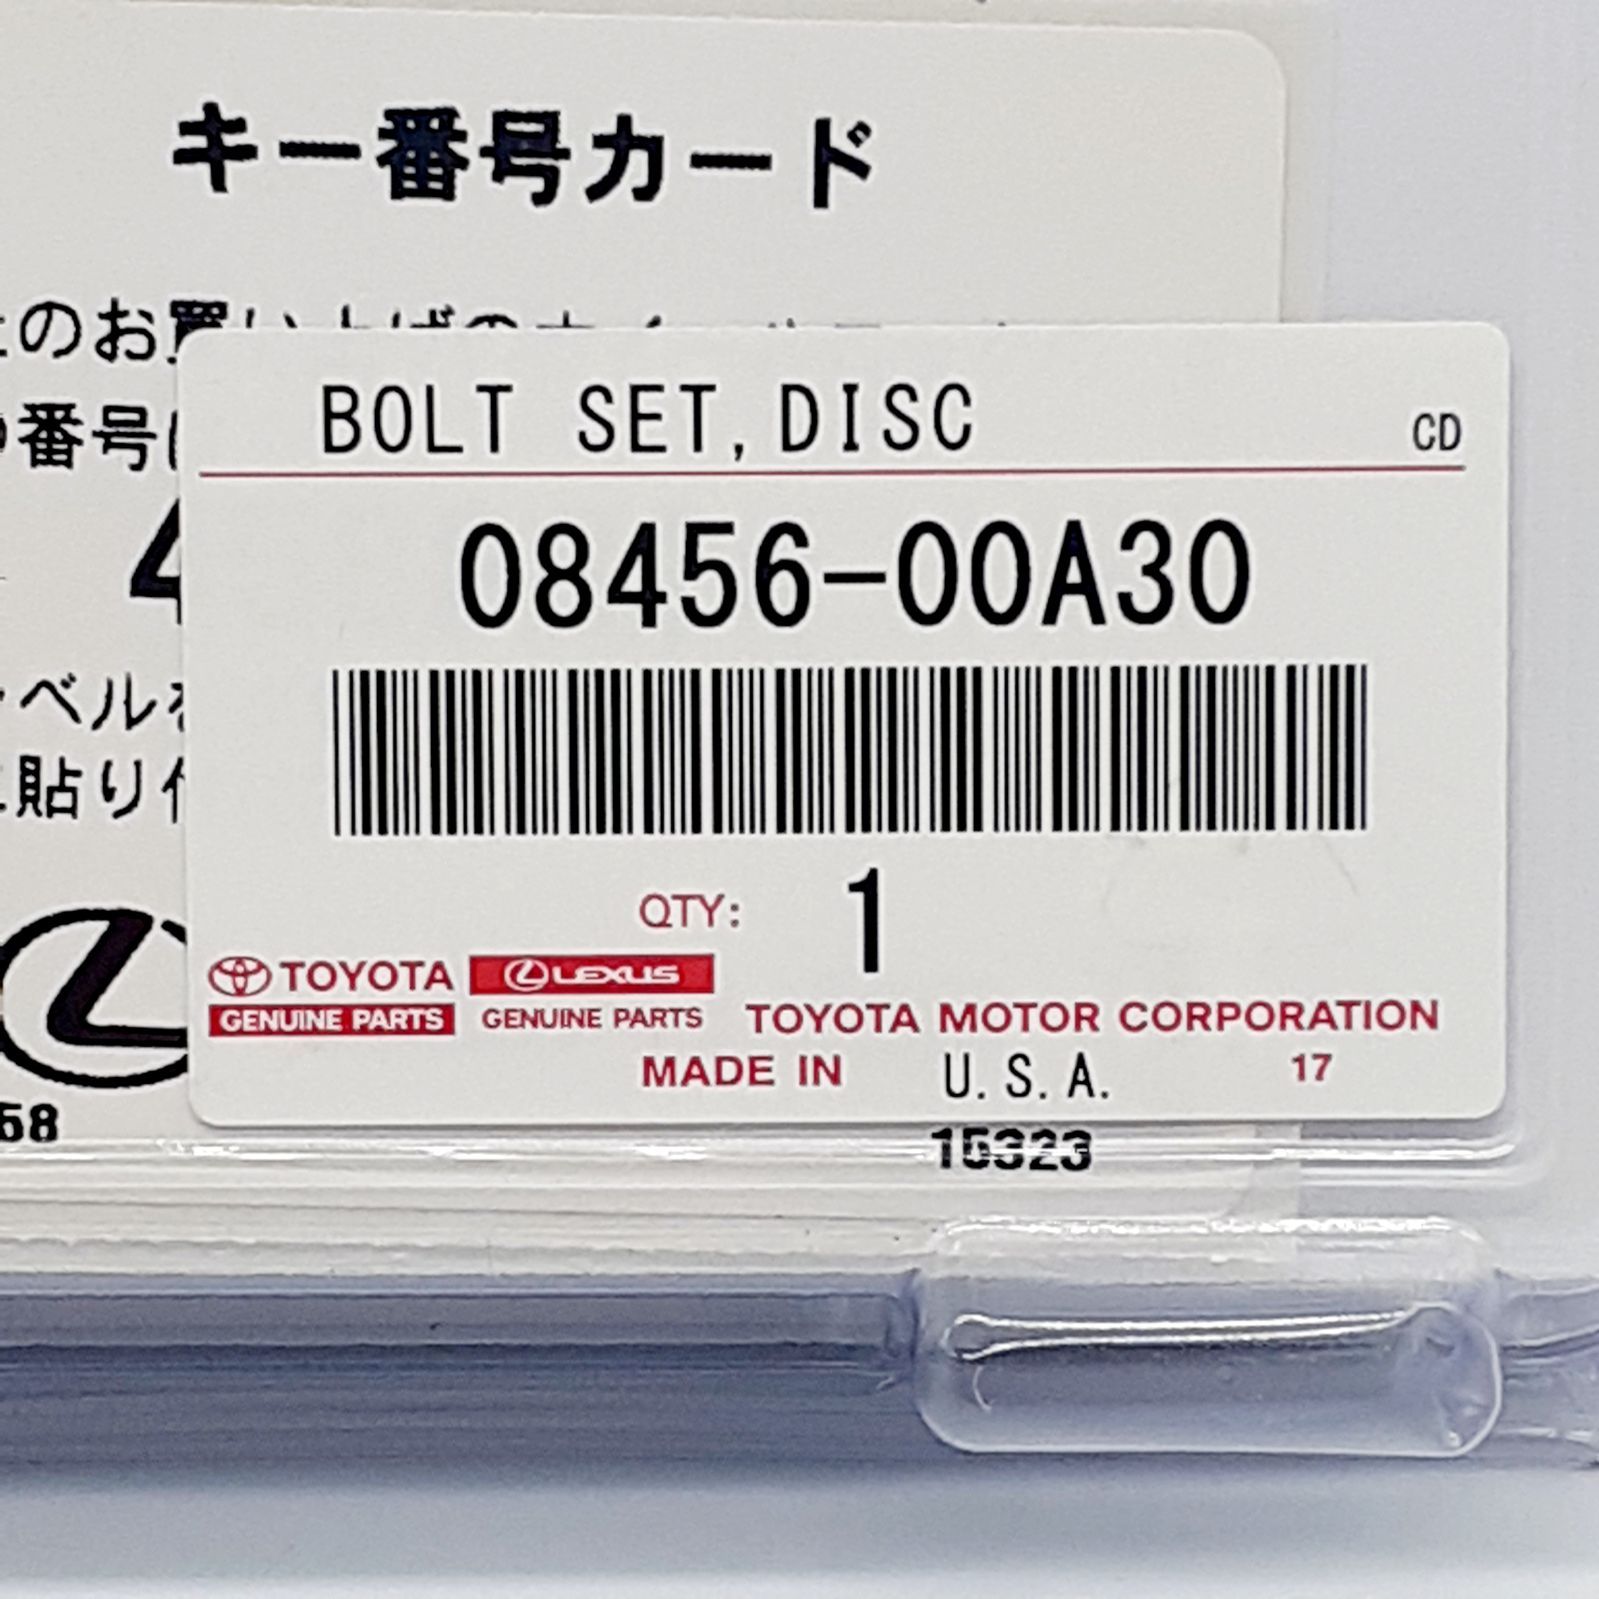 キー番号カード
のお買い上げの
番号
BOLT SET,DISC CD
4
08456-00A30
ベルを
貼り付
QTY: 1
TOYOTA LEXUS
GENUINE PARTS GENUINE PARTS TOYOTA MOTOR CORPORATION
MADE IN U.S.A. 17
58
15323